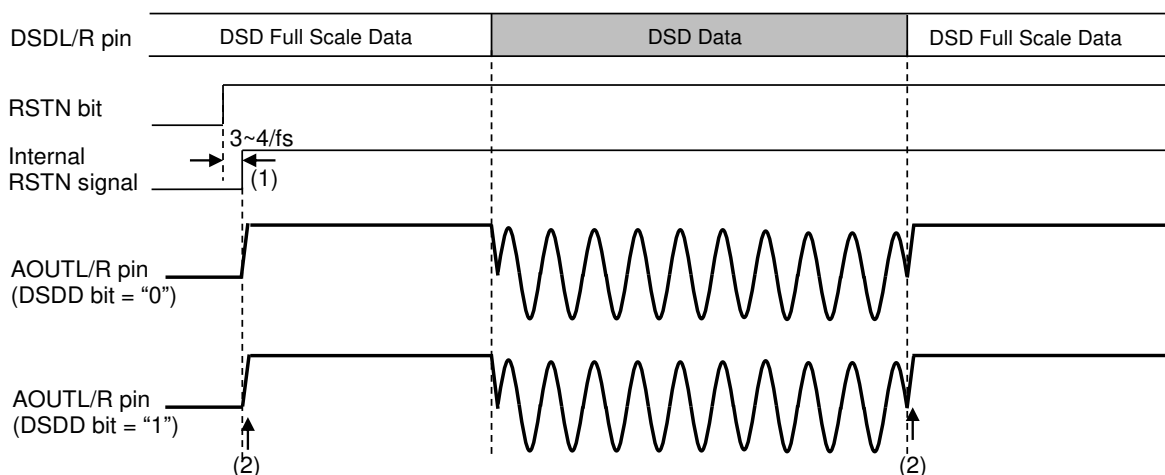 DSDL/R pin
DSD Full Scale Data
DSD Data
DSD Full Scale Data
RSTN bit
3~4/fs
Internal
RSTN signal
(1)
AOUTL/R pin
(DSDD bit = “0”)
AOUTL/R pin
(DSDD bit = “1”)
(2)
(2)